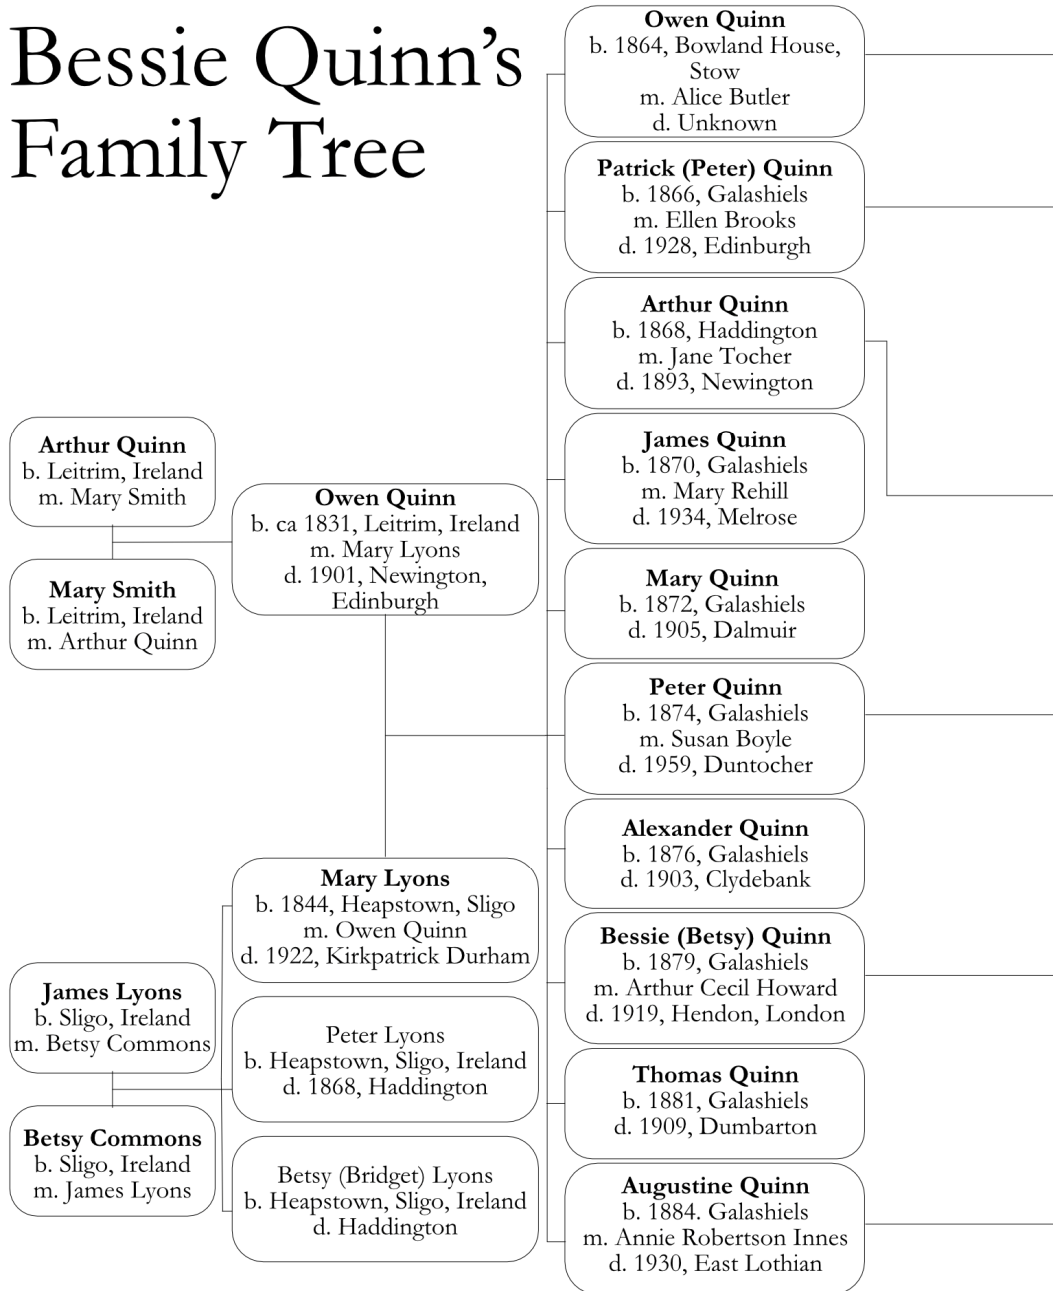 Bessie Quinn's
Family Tree
Arthur Quinn
b. Leitrim, Ireland
m. Mary Smith
Mary Smith
b. Leitrim, Ireland
m. Arthur Quinn
James Lyons
b. Sligo, Ireland
m. Betsy Commons
Betsy Commons
b. Sligo, Ireland
m. James Lyons
Owen Quinn
b. ca 1831, Leitrim, Ireland
m. Mary Lyons
d. 1901, Newington,
Edinburgh
Mary Lyons
b. 1844, Heapstown, Sligo
m. Owen Quinn
d. 1922, Kirkpatrick Durham
Peter Lyons
b. Heapstown, Sligo, Ireland
d. 1868, Haddington
Betsy (Bridget) Lyons
b. Heapstown, Sligo, Ireland
d. Haddington
Owen Quinn
b. 1864, Bowland House,
Stow
m. Alice Butler
d. Unknown
Patrick (Peter) Quinn
b. 1866, Galashiels
m. Ellen Brooks
d. 1928, Edinburgh
Arthur Quinn
b. 1868, Haddington
m. Jane Tocher
d. 1893, Newington
James Quinn
b. 1870, Galashiels
m. Mary Rehill
d. 1934, Melrose
Mary Quinn
b. 1872, Galashiels
d. 1905, Dalmuir
Peter Quinn
b. 1874, Galashiels
m. Susan Boyle
d. 1959, Duntocher
Alexander Quinn
b. 1876, Galashiels
d. 1903, Clydebank
Bessie (Betsy) Quinn
b. 1879, Galashiels
m. Arthur Cecil Howard
d. 1919, Hendon, London
Thomas Quinn
b. 1881, Galashiels
d. 1909, Dumbarton
Augustine Quinn
b. 1884. Galashiels
m. Annie Robertson Innes
d. 1930, East Lothian